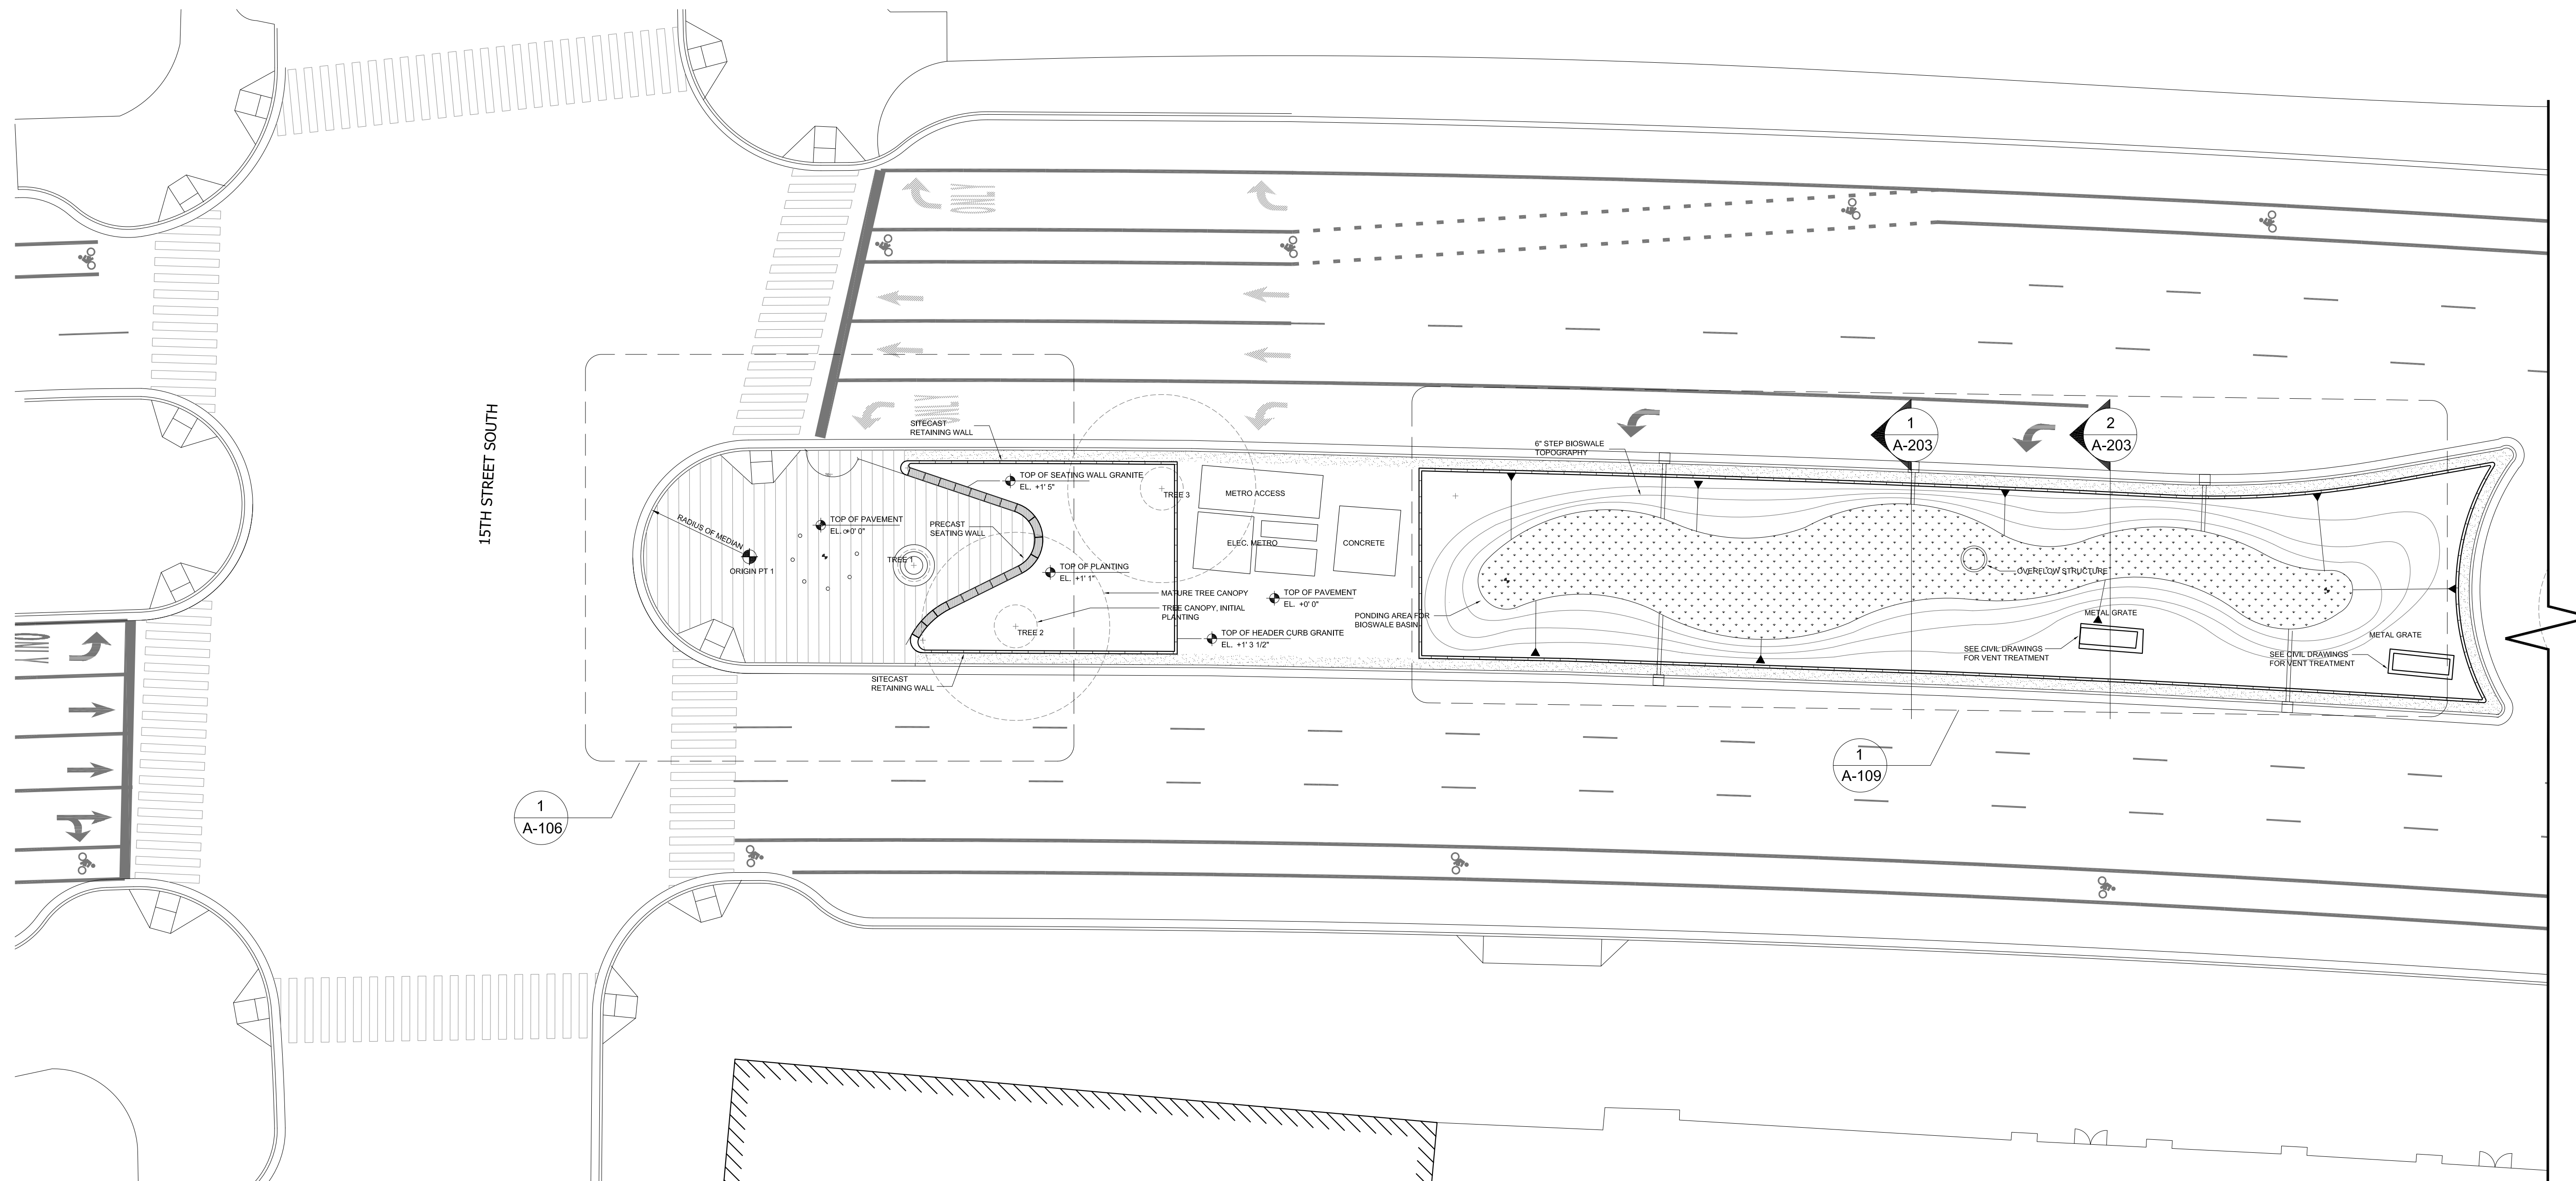 ONLY
15TH STREET SOUTH
ONLY
SITECAST
RETAINING WALL
TOP OF SEATING WALL GRANITE
EL. +1' 5"
TREE 3
METRO ACCESS
6" STEP BIOSWALE
TOPOGRAPHY
1
A-203
2
A-203
RADIUS OF MEDIAN
TOP OF PAVEMENT
EL. +0' 0"
PRECAST
SEATING WALL
ELEC. METRO
CONCRETE
ORIGIN PT 1
TREE 1
TOP OF PLANTING
EL. +1' 1"
OVERFLOW STRUCTURE
MATURE TREE CANOPY
TOP OF PAVEMENT
EL. +0' 0"
TREE CANOPY, INITIAL
PLANTING
PONDING AREA FOR
BIOSWALE BASIN
METAL GRATE
TREE 2
TOP OF HEADER CURB GRANITE
EL. +1' 3 1/2"
METAL GRATE
SEE CIVIL DRAWINGS
FOR VENT TREATMENT
SEE CIVIL DRAWINGS
FOR VENT TREATMENT
SITECAST
RETAINING WALL
1
A-109
1
A-106